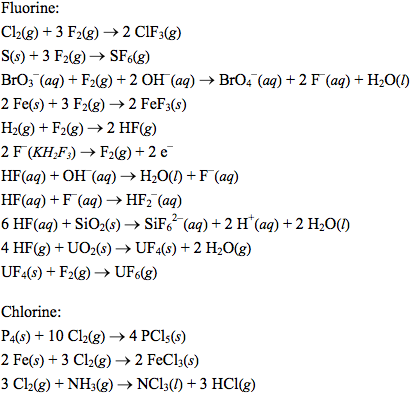 Fluorine:
Cl₂(g) + 3 F₂(g) → 2 ClF₃(g)
S(s) + 3 F₂(g) → SF₆(g)
BrO₃⁻(aq) + F₂(g) + 2 OH⁻(aq) → BrO₄⁻(aq) + 2 F⁻(aq) + H₂O(l)
2 Fe(s) + 3 F₂(g) → 2 FeF₃(s)
H₂(g) + F₂(g) → 2 HF(g)
2 F⁻(KH₂F₃) → F₂(g) + 2 e⁻
HF(aq) + OH⁻(aq) → H₂O(l) + F⁻(aq)
HF(aq) + F⁻(aq) → HF₂⁻(aq)
6 HF(aq) + SiO₂(s) → SiF₆²⁻(aq) + 2 H⁺(aq) + 2 H₂O(l)
4 HF(g) + UO₂(s) → UF₄(s) + 2 H₂O(g)
UF₄(s) + F₂(g) → UF₆(g)
Chlorine:
P₄(s) + 10 Cl₂(g) → 4 PCl₅(s)
2 Fe(s) + 3 Cl₂(g) → 2 FeCl₃(s)
3 Cl₂(g) + NH₃(g) → NCl₃(l) + 3 HCl(g)